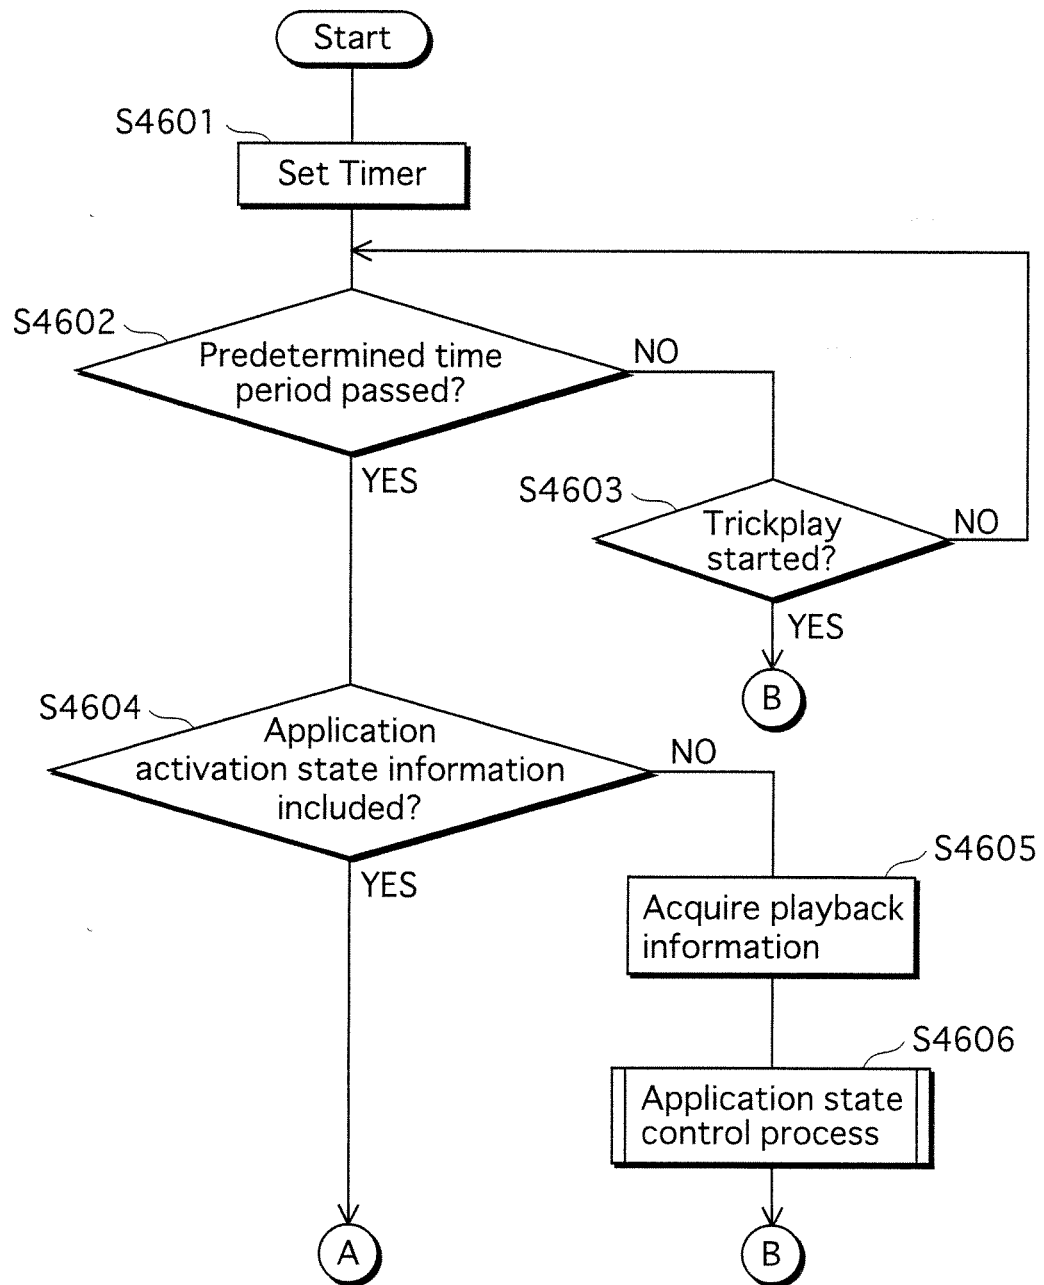 Start
S4601
Set Timer
S4602
Predetermined time
period passed?
NO
YES
S4603
Trickplay
started?
NO
YES
B
S4604
Application
activation state information
included?
NO
YES
S4605
Acquire playback
information
S4606
Application state
control process
A
B